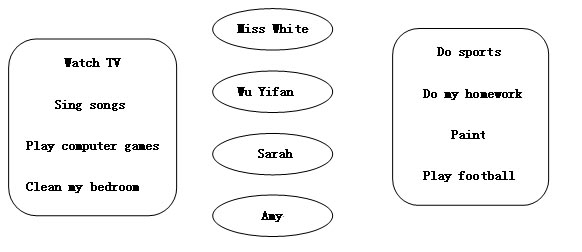 Watch TV
Sing songs
Play computer games
Clean my bedroom
Miss White
Wu Yifan
Sarah
Amy
Do sports
Do my homework
Paint
Play football